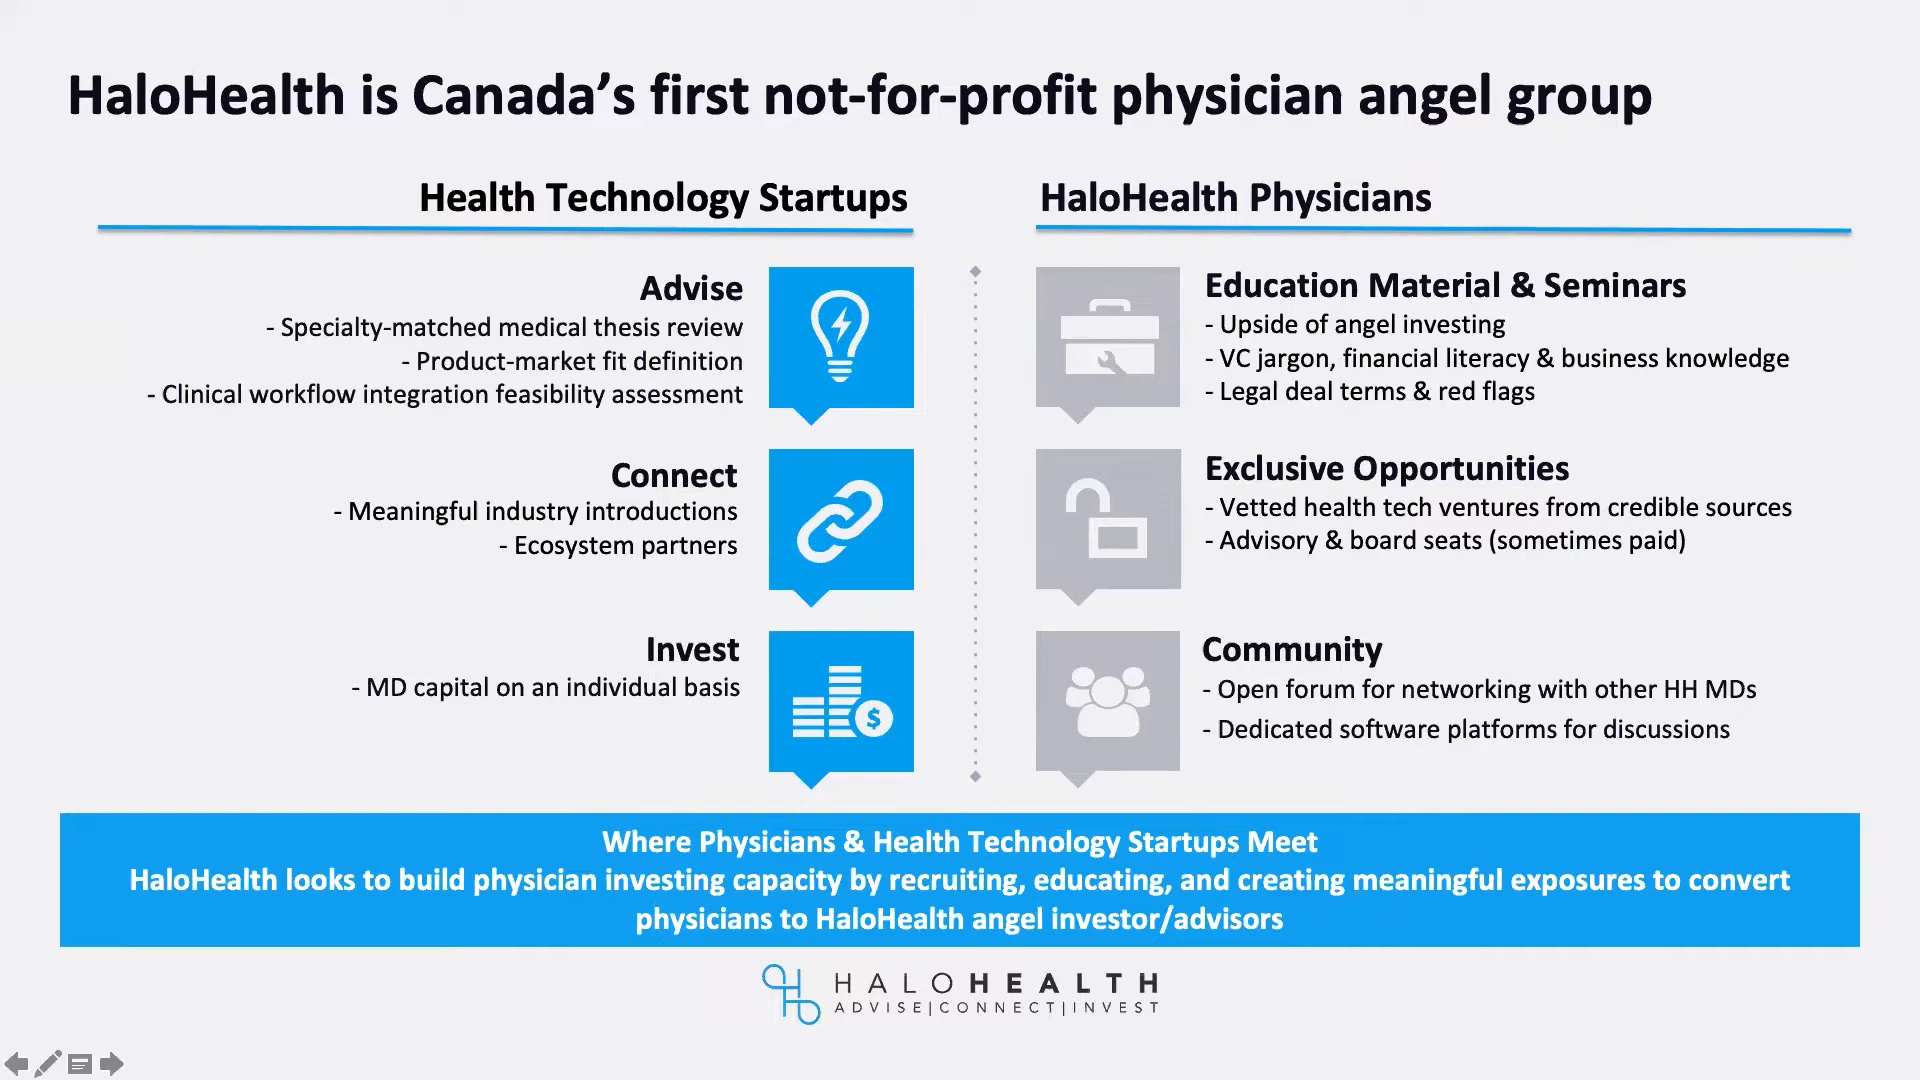 HaloHealth is Canada's first not-for-profit physician angel group
Health Technology Startups
Advise
- Specialty-matched medical thesis review
- Product-market fit definition
- Clinical workflow integration feasibility assessment
Connect
- Meaningful industry introductions
- Ecosystem partners
Invest
- MD capital on an individual basis
$
HaloHealth Physicians
Education Material & Seminars
- Upside of angel investing
- VC jargon, financial literacy & business knowledge
- Legal deal terms & red flags
Exclusive Opportunities
- Vetted health tech ventures from credible sources
- Advisory & board seats (sometimes paid)
Community
- Open forum for networking with other HH MDs
- Dedicated software platforms for discussions
Where Physicians & Health Technology Startups Meet
HaloHealth looks to build physician investing capacity by recruiting, educating, and creating meaningful exposures to convert
physicians to HaloHealth angel investor/advisors
HALOHEALTH
ADVISE|CONNECT|INVEST